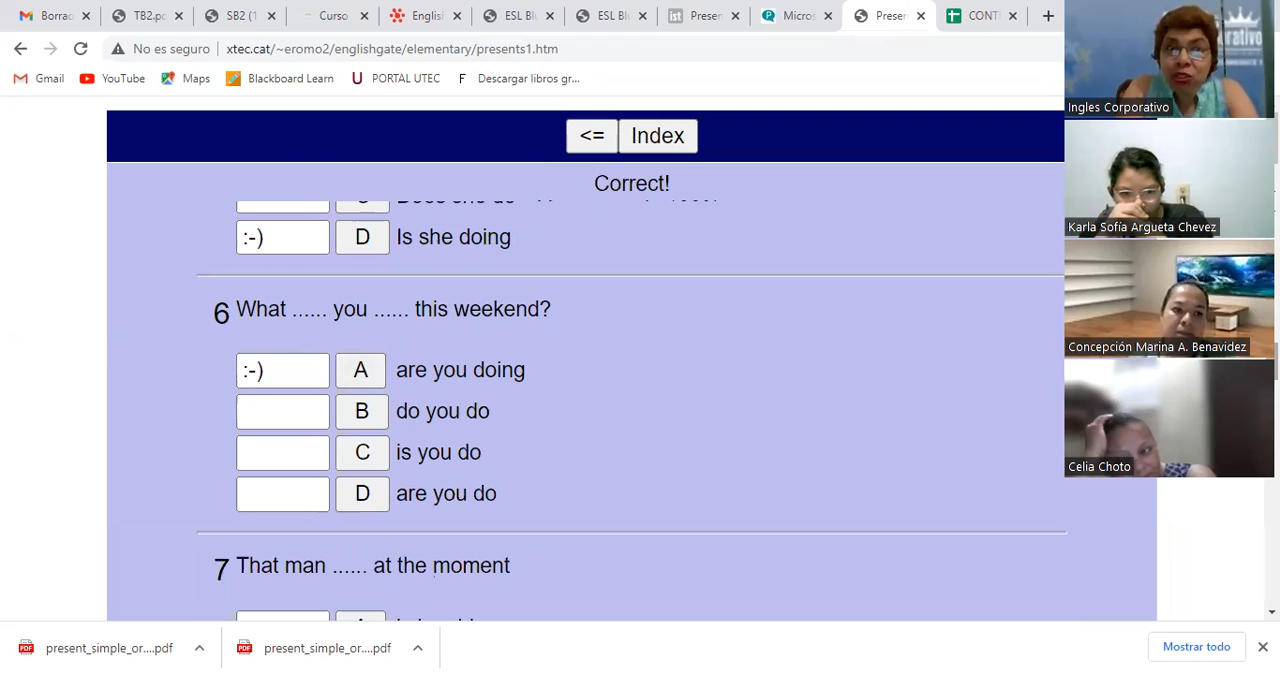 Borrad
TB2.pd
SB2 (1
Curso
Englisl
ESL Bl
ESL Bl
ist Presen
Micros
Presen
CONT
No es seguro
xtec.cat/~eromo2/englishgate/elementary/presents1.htm
Gmail
YouTube
Maps
Blackboard Learn
PORTAL UTEC
Descargar libros gr...
<= Index
Correct!
:-) D Is she doing
6 What ...... you ...... this weekend?
:-) A are you doing
B do you do
C is you do
D are you do
7 That man ...... at the moment
present_simple_or....pdf
present_simple_or....pdf
Mostrar todo
Ingles Corporativo
Karla Sofía Argueta Chevez
Concepción Marina A. Benavidez
Celia Choto